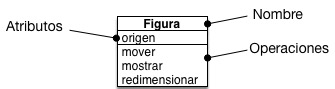 Nombre
Atributos
Figura
origen
mover
mostrar
redimensionar
Operaciones